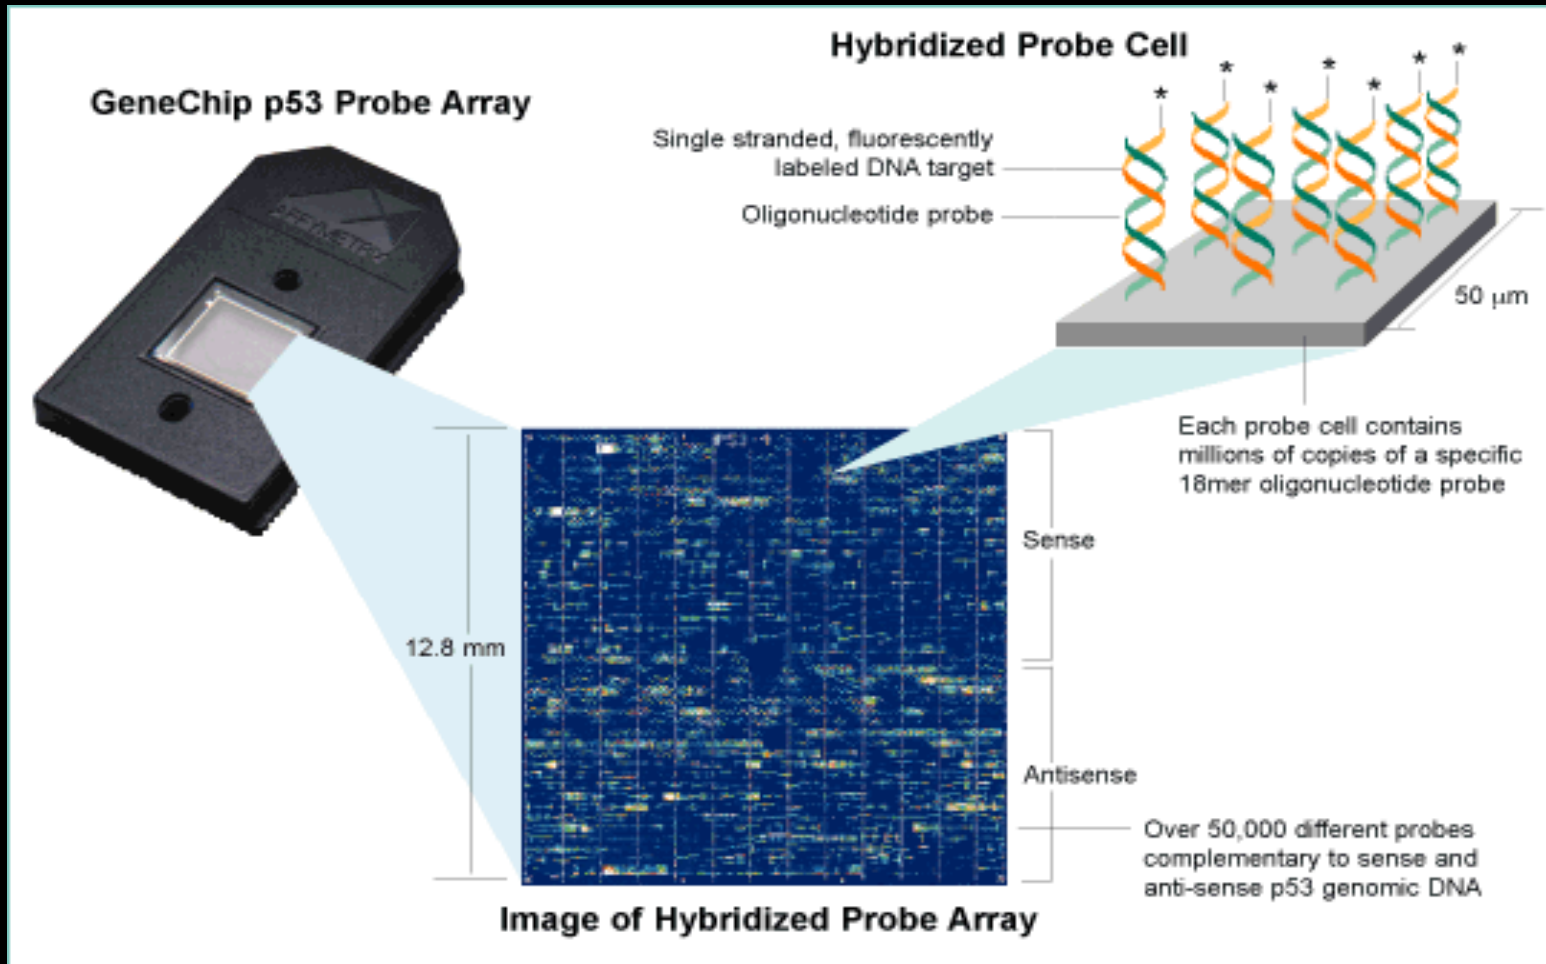 Hybridized Probe Cell
GeneChip p53 Probe Array
* * * * * * * *
Single stranded, fluorescently
labeled DNA target
Oligonucleotide probe
AFFYMETRIX
50 μm
Each probe cell contains
millions of copies of a specific
18mer oligonucleotide probe
Sense
12.8 mm
Antisense
Over 50,000 different probes
complementary to sense and
anti-sense p53 genomic DNA
Image of Hybridized Probe Array